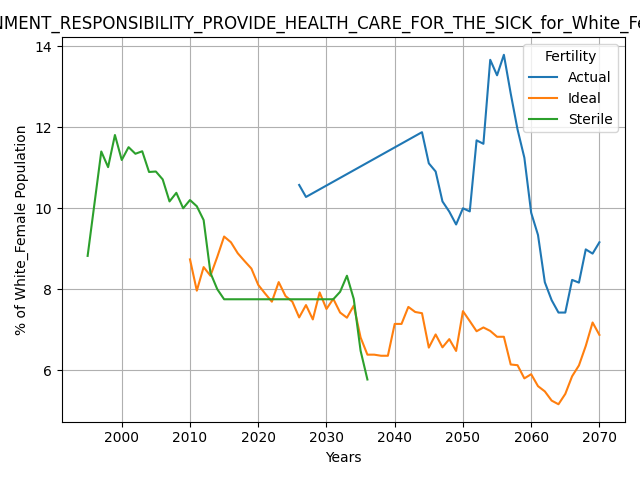 NMENT_RESPONSIBILITY_PROVIDE_HEALTH_CARE_FOR_THE_SICK_for_White_Fe
14
12
10
8
6
% of White_Female Population
Fertility
Actual
Ideal
Sterile
2000
2010
2020
2030
2040
2050
2060
2070
Years